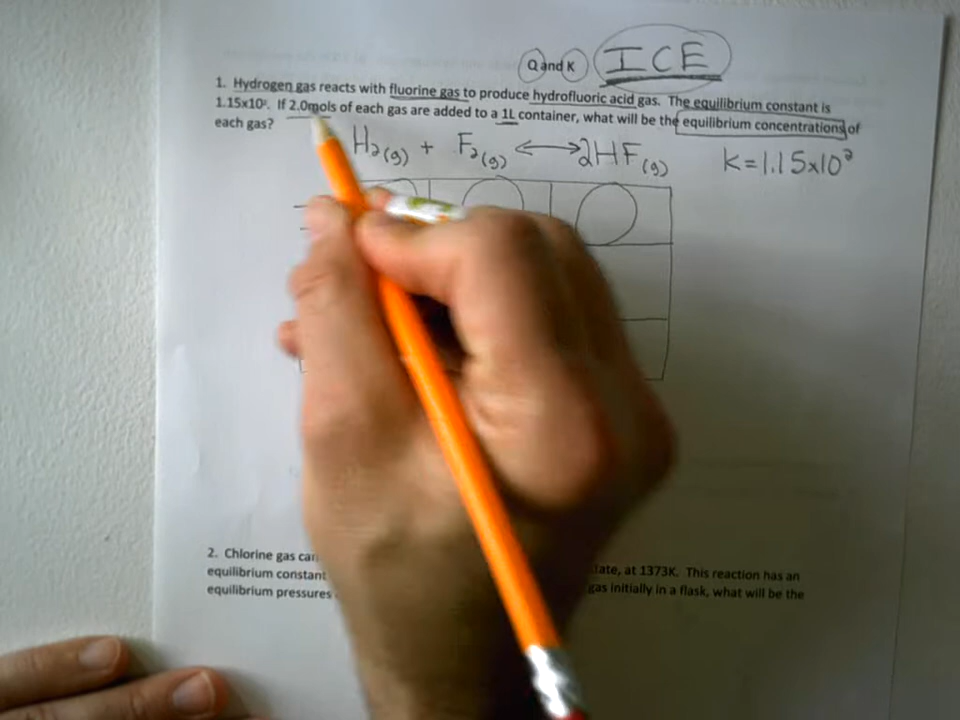 Q and K ICE
1. Hydrogen gas reacts with fluorine gas to produce hydrofluoric acid gas. The equilibrium constant is
1.15x10². If 2.0mols of each gas are added to a 1L container, what will be the equilibrium concentrations of
each gas?
H₂(g) + F₂(g) ⟷ 2HF(g) K=1.15x10²
2. Chlorine gas can state, at 1373K. This reaction has an
equilibrium constant gas initially in a flask, what will be the
equilibrium pressures